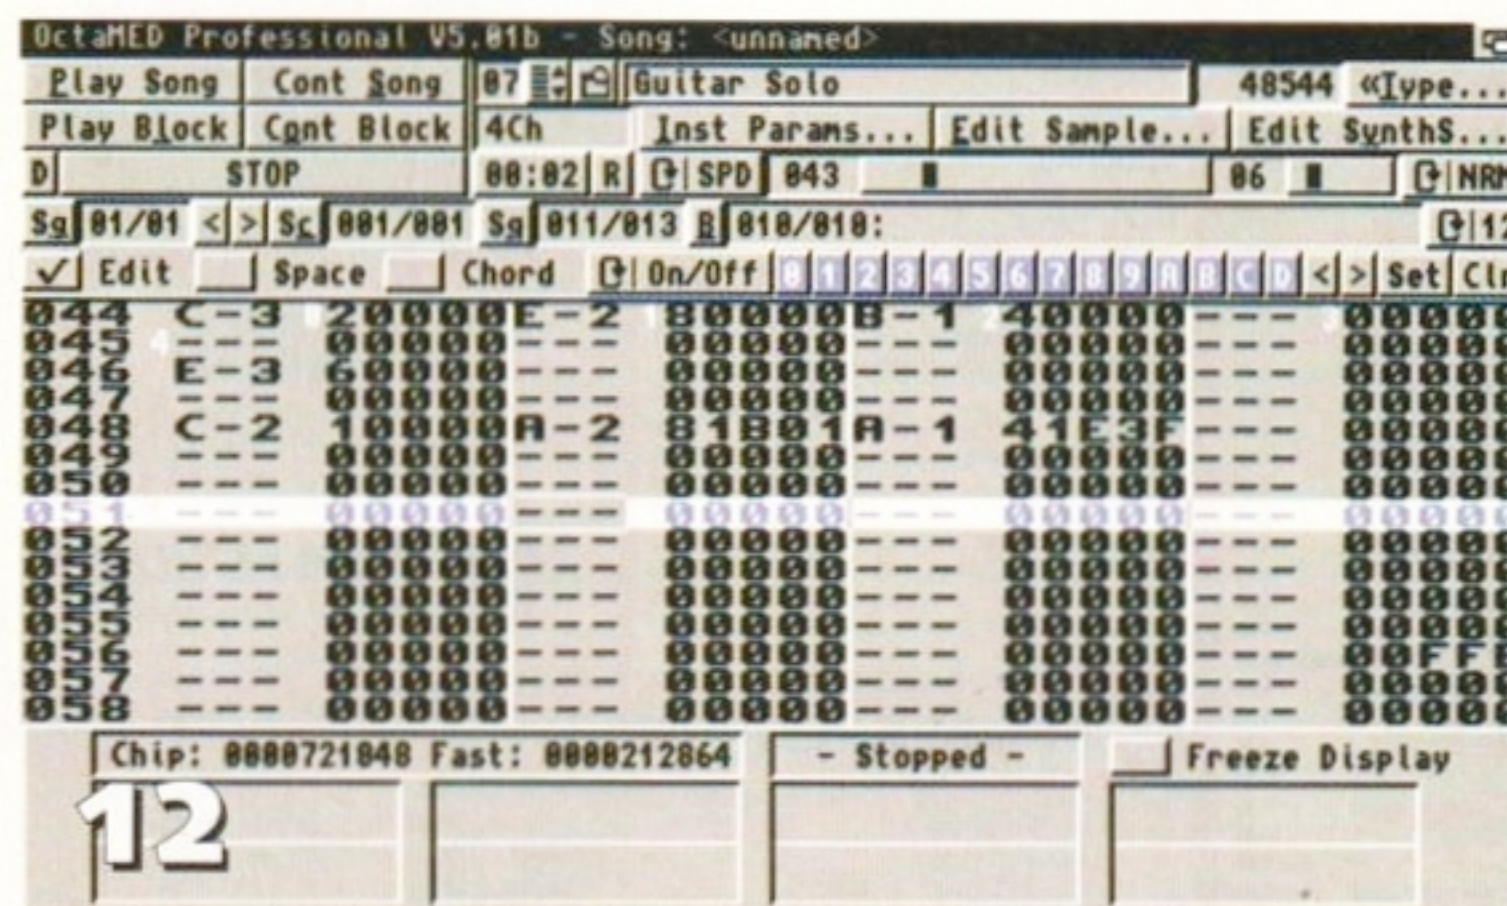 OctaMED Professional V5.01b - Song: <unnamed>
Play Song Cont Song 07 Guitar Solo 48544 «Type...
Play Block Cont Block 4Ch Inst Params... Edit Sample... Edit SynthS...
D STOP 00:02 R SPD 043 06 NRM
Sg 01/01 < > Sc 001/001 Sq 011/013 B 010/010: 12
✓ Edit Space Chord On/Off 0 1 2 3 4 5 6 7 8 9 A B C D < > Set Cl
044 C-3 20000 E-2 80000 B-1 40000 --- 0000
045 --- 00000 --- 00000 --- 00000 --- 0000
046 E-3 60000 --- 00000 --- 00000 --- 0000
047 --- 00000 --- 00000 --- 00000 --- 0000
048 C-2 10000 A-2 81B01 A-1 41E3F --- 0000
049 --- 00000 --- 00000 --- 00000 --- 0000
050 --- 00000 --- 00000 --- 00000 --- 0000
051 --- 00000 --- 00000 --- 00000 --- 0000
052 --- 00000 --- 00000 --- 00000 --- 0000
053 --- 00000 --- 00000 --- 00000 --- 0000
054 --- 00000 --- 00000 --- 00000 --- 0000
055 --- 00000 --- 00000 --- 00000 --- 0000
056 --- 00000 --- 00000 --- 00000 --- 00FF
057 --- 00000 --- 00000 --- 00000 --- 0000
058 --- 00000 --- 00000 --- 00000 --- 0000
Chip: 0000721048 Fast: 0000212864 - Stopped - Freeze Display
12